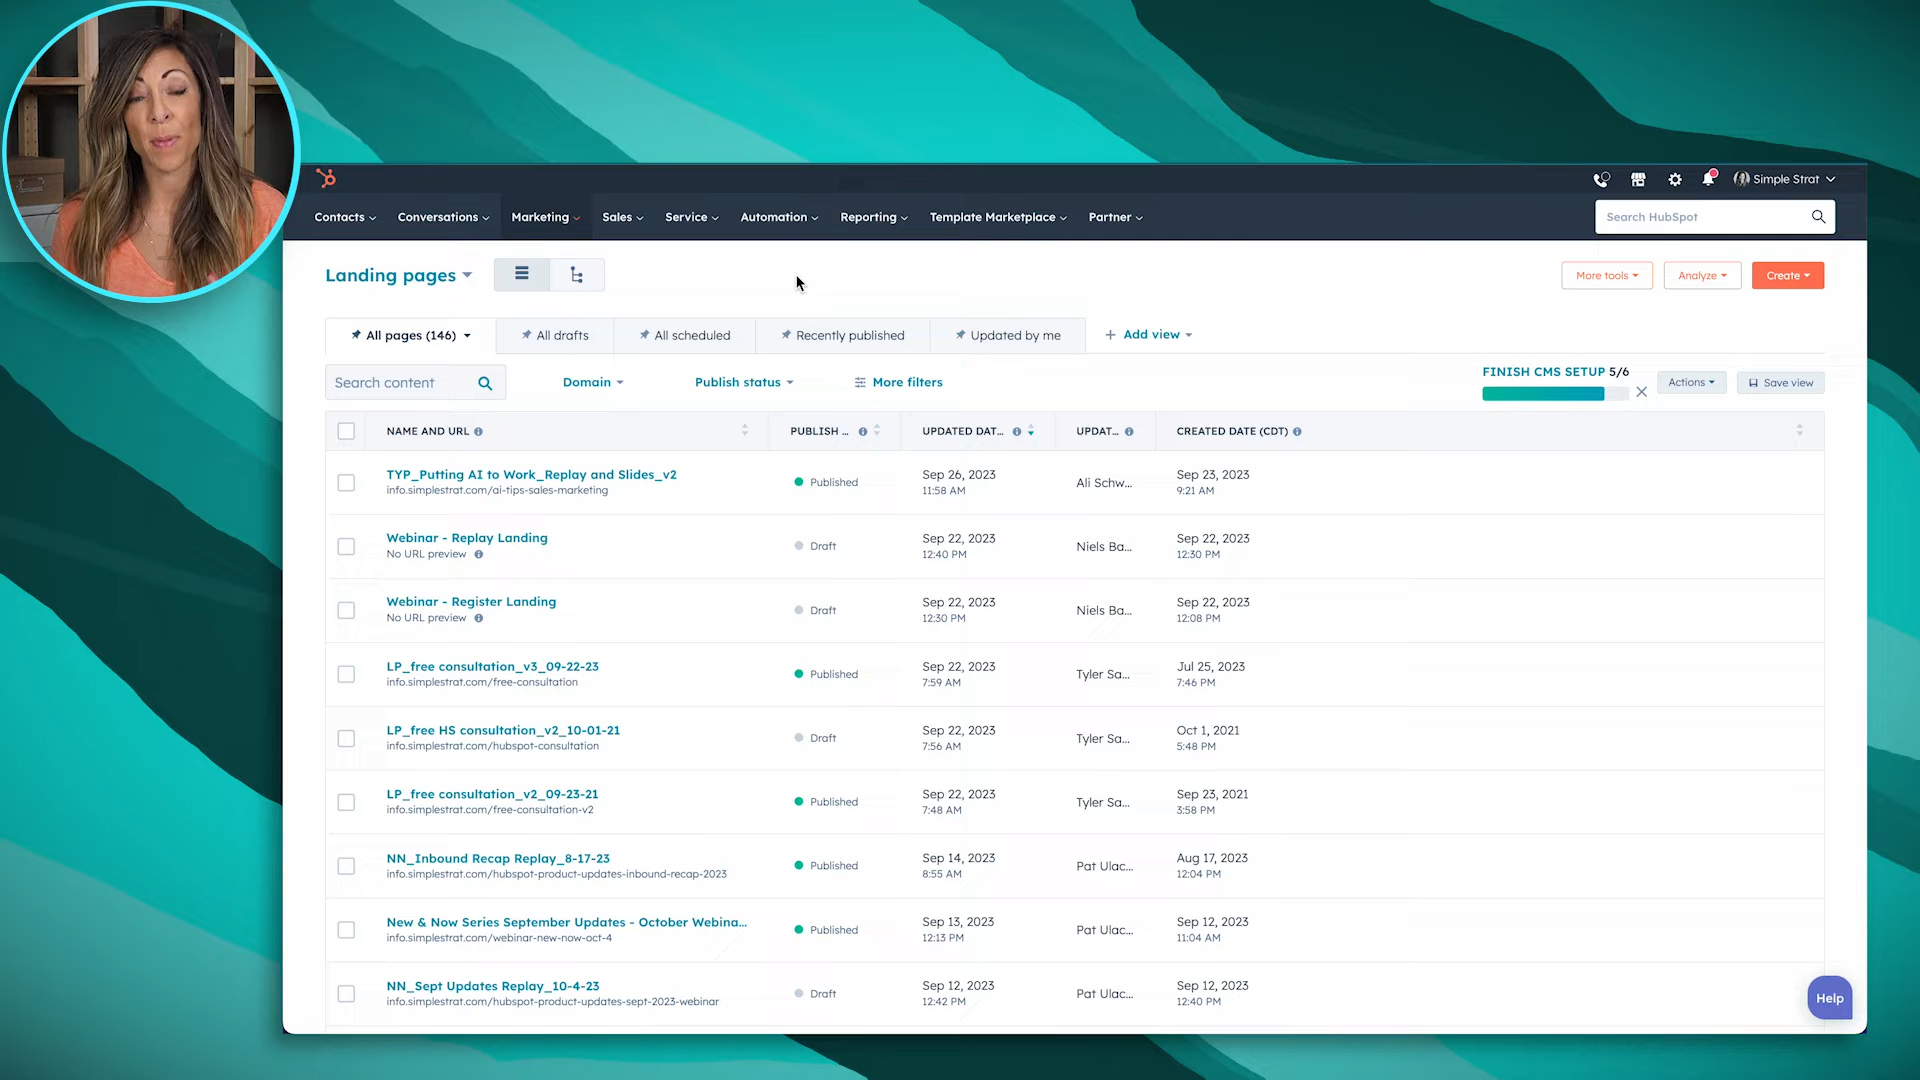 Simple Strat
Contacts Conversations Marketing Sales Service Automation Reporting Template Marketplace Partner
Search HubSpot
Landing pages
More tools Analyze Create
All pages (146) All drafts All scheduled Recently published Updated by me + Add view
Search content Domain Publish status More filters
FINISH CMS SETUP 5/6
Actions Save view
NAME AND URL PUBLISH ... UPDATED DAT... UPDAT... CREATED DATE (CDT)
TYP_Putting AI to Work_Replay and Slides_v2
info.simplestrat.com/ai-tips-sales-marketing
Published
Sep 26, 2023
11:58 AM
Ali Schw...
Sep 23, 2023
9:21 AM
Webinar - Replay Landing
No URL preview
Draft
Sep 22, 2023
12:40 PM
Niels Ba...
Sep 22, 2023
12:30 PM
Webinar - Register Landing
No URL preview
Draft
Sep 22, 2023
12:30 PM
Niels Ba...
Sep 22, 2023
12:08 PM
LP_free consultation_v3_09-22-23
info.simplestrat.com/free-consultation
Published
Sep 22, 2023
7:59 AM
Tyler Sa...
Jul 25, 2023
7:46 PM
LP_free HS consultation_v2_10-01-21
info.simplestrat.com/hubspot-consultation
Draft
Sep 22, 2023
7:56 AM
Tyler Sa...
Oct 1, 2021
5:48 PM
LP_free consultation_v2_09-23-21
info.simplestrat.com/free-consultation-v2
Published
Sep 22, 2023
7:48 AM
Tyler Sa...
Sep 23, 2021
3:58 PM
NN_Inbound Recap Replay_8-17-23
info.simplestrat.com/hubspot-product-updates-inbound-recap-2023
Published
Sep 14, 2023
8:55 AM
Pat Ulac...
Aug 17, 2023
12:04 PM
New & Now Series September Updates - October Webina...
info.simplestrat.com/webinar-new-now-oct-4
Published
Sep 13, 2023
12:13 PM
Pat Ulac...
Sep 12, 2023
11:04 AM
NN_Sept Updates Replay_10-4-23
info.simplestrat.com/hubspot-product-updates-sept-2023-webinar
Draft
Sep 12, 2023
12:42 PM
Pat Ulac...
Sep 12, 2023
12:40 PM
Help